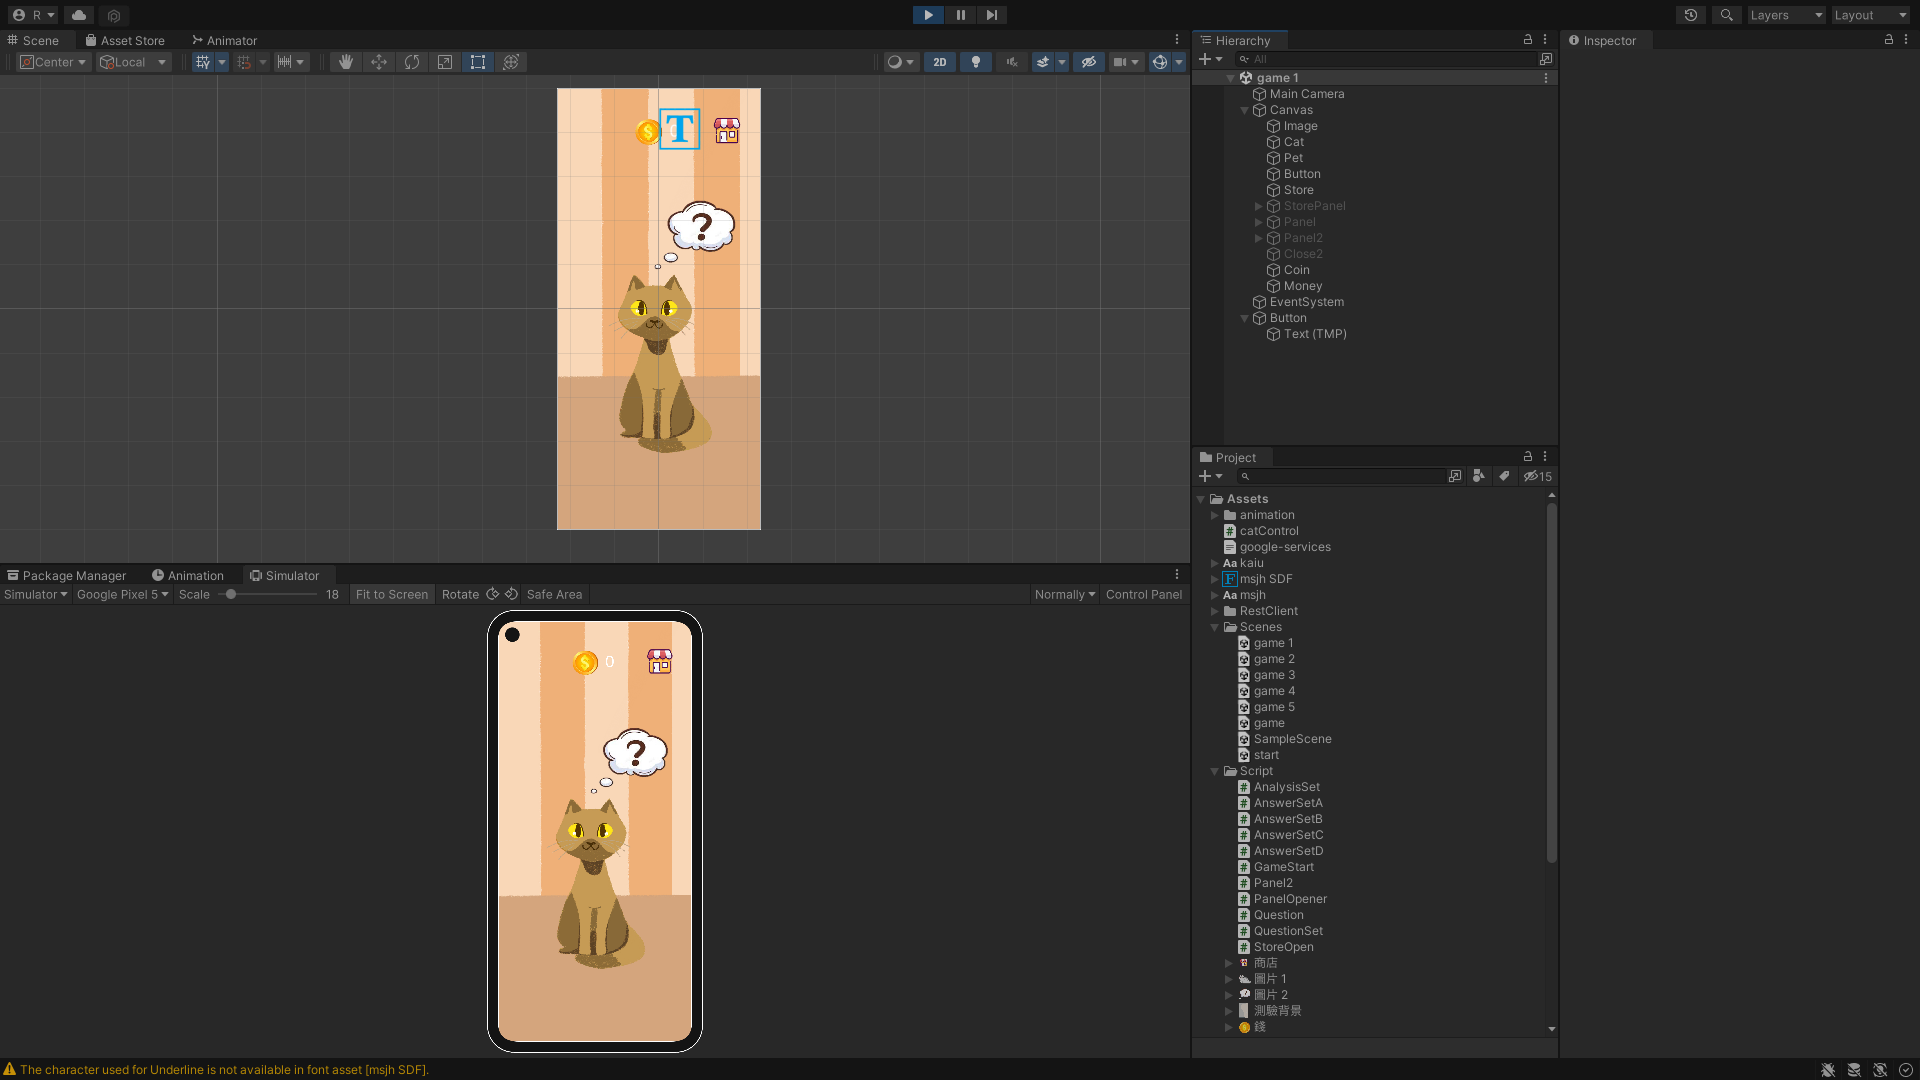 R
Layers
Layout
Scene
Asset Store
Animator
Center
Local
2D
$
T
?
Hierarchy
All
game 1
Main Camera
Canvas
Image
Cat
Pet
Button
Store
StorePanel
Panel
Panel2
Close2
Coin
Money
EventSystem
Button
Text (TMP)
Inspector
Project
15
Assets
animation
catControl
google-services
Aa kaiu
F msjh SDF
Aa msjh
RestClient
Scenes
game 1
game 2
game 3
game 4
game 5
game
SampleScene
start
Script
# AnalysisSet
# AnswerSetA
# AnswerSetB
# AnswerSetC
# AnswerSetD
# GameStart
# Panel2
# PanelOpener
# Question
# QuestionSet
# StoreOpen
商店
圖片 1
圖片 2
測驗背景
錢
Package Manager
Animation
Simulator
Simulator
Google Pixel 5
Scale
18
Fit to Screen
Rotate
Safe Area
Normally
Control Panel
$ 0
?
The character used for Underline is not available in font asset [msjh SDF].